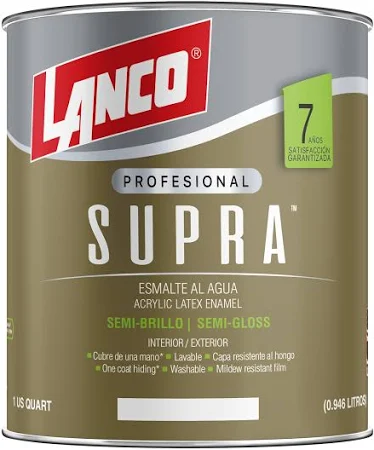 LANCO®
7
AÑOS
SATISFACCIÓN
GARANTIZADA
PROFESIONAL
SUPRA™
ESMALTE AL AGUA
ACRYLIC LATEX ENAMEL
SEMI-BRILLO | SEMI-GLOSS
INTERIOR / EXTERIOR
• Cubre de una mano* • Lavable • Capa resistente al hongo
• One coat hiding* • Washable • Mildew resistant film
1 US QUART (0.946 LITROS)